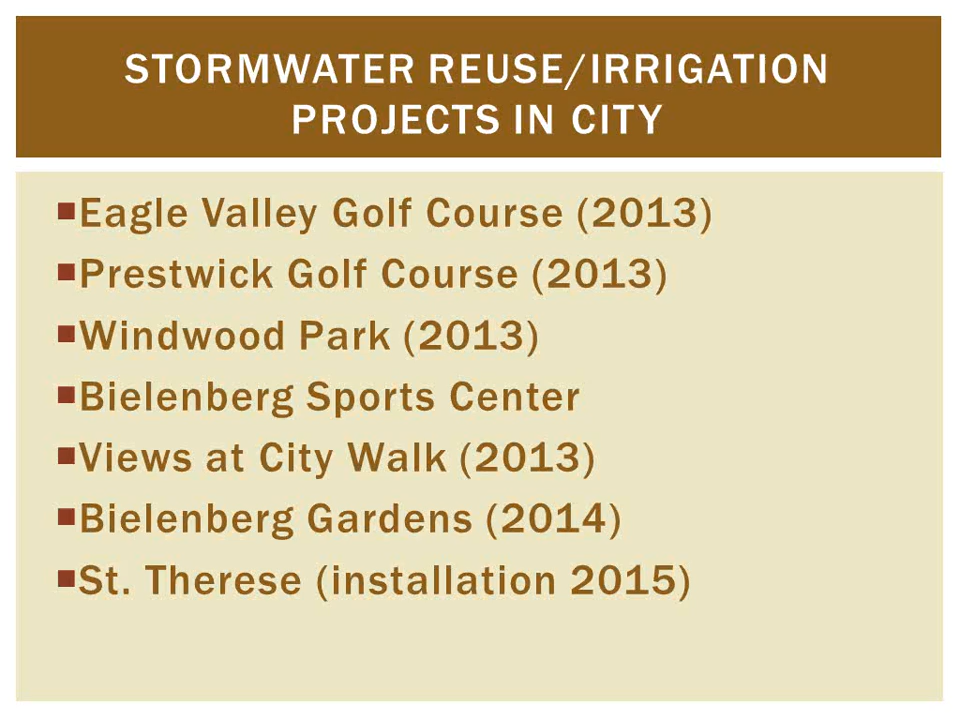 STORMWATER REUSE/IRRIGATION
PROJECTS IN CITY
▪Eagle Valley Golf Course (2013)
▪Prestwick Golf Course (2013)
▪Windwood Park (2013)
▪Bielenberg Sports Center
▪Views at City Walk (2013)
▪Bielenberg Gardens (2014)
▪St. Therese (installation 2015)